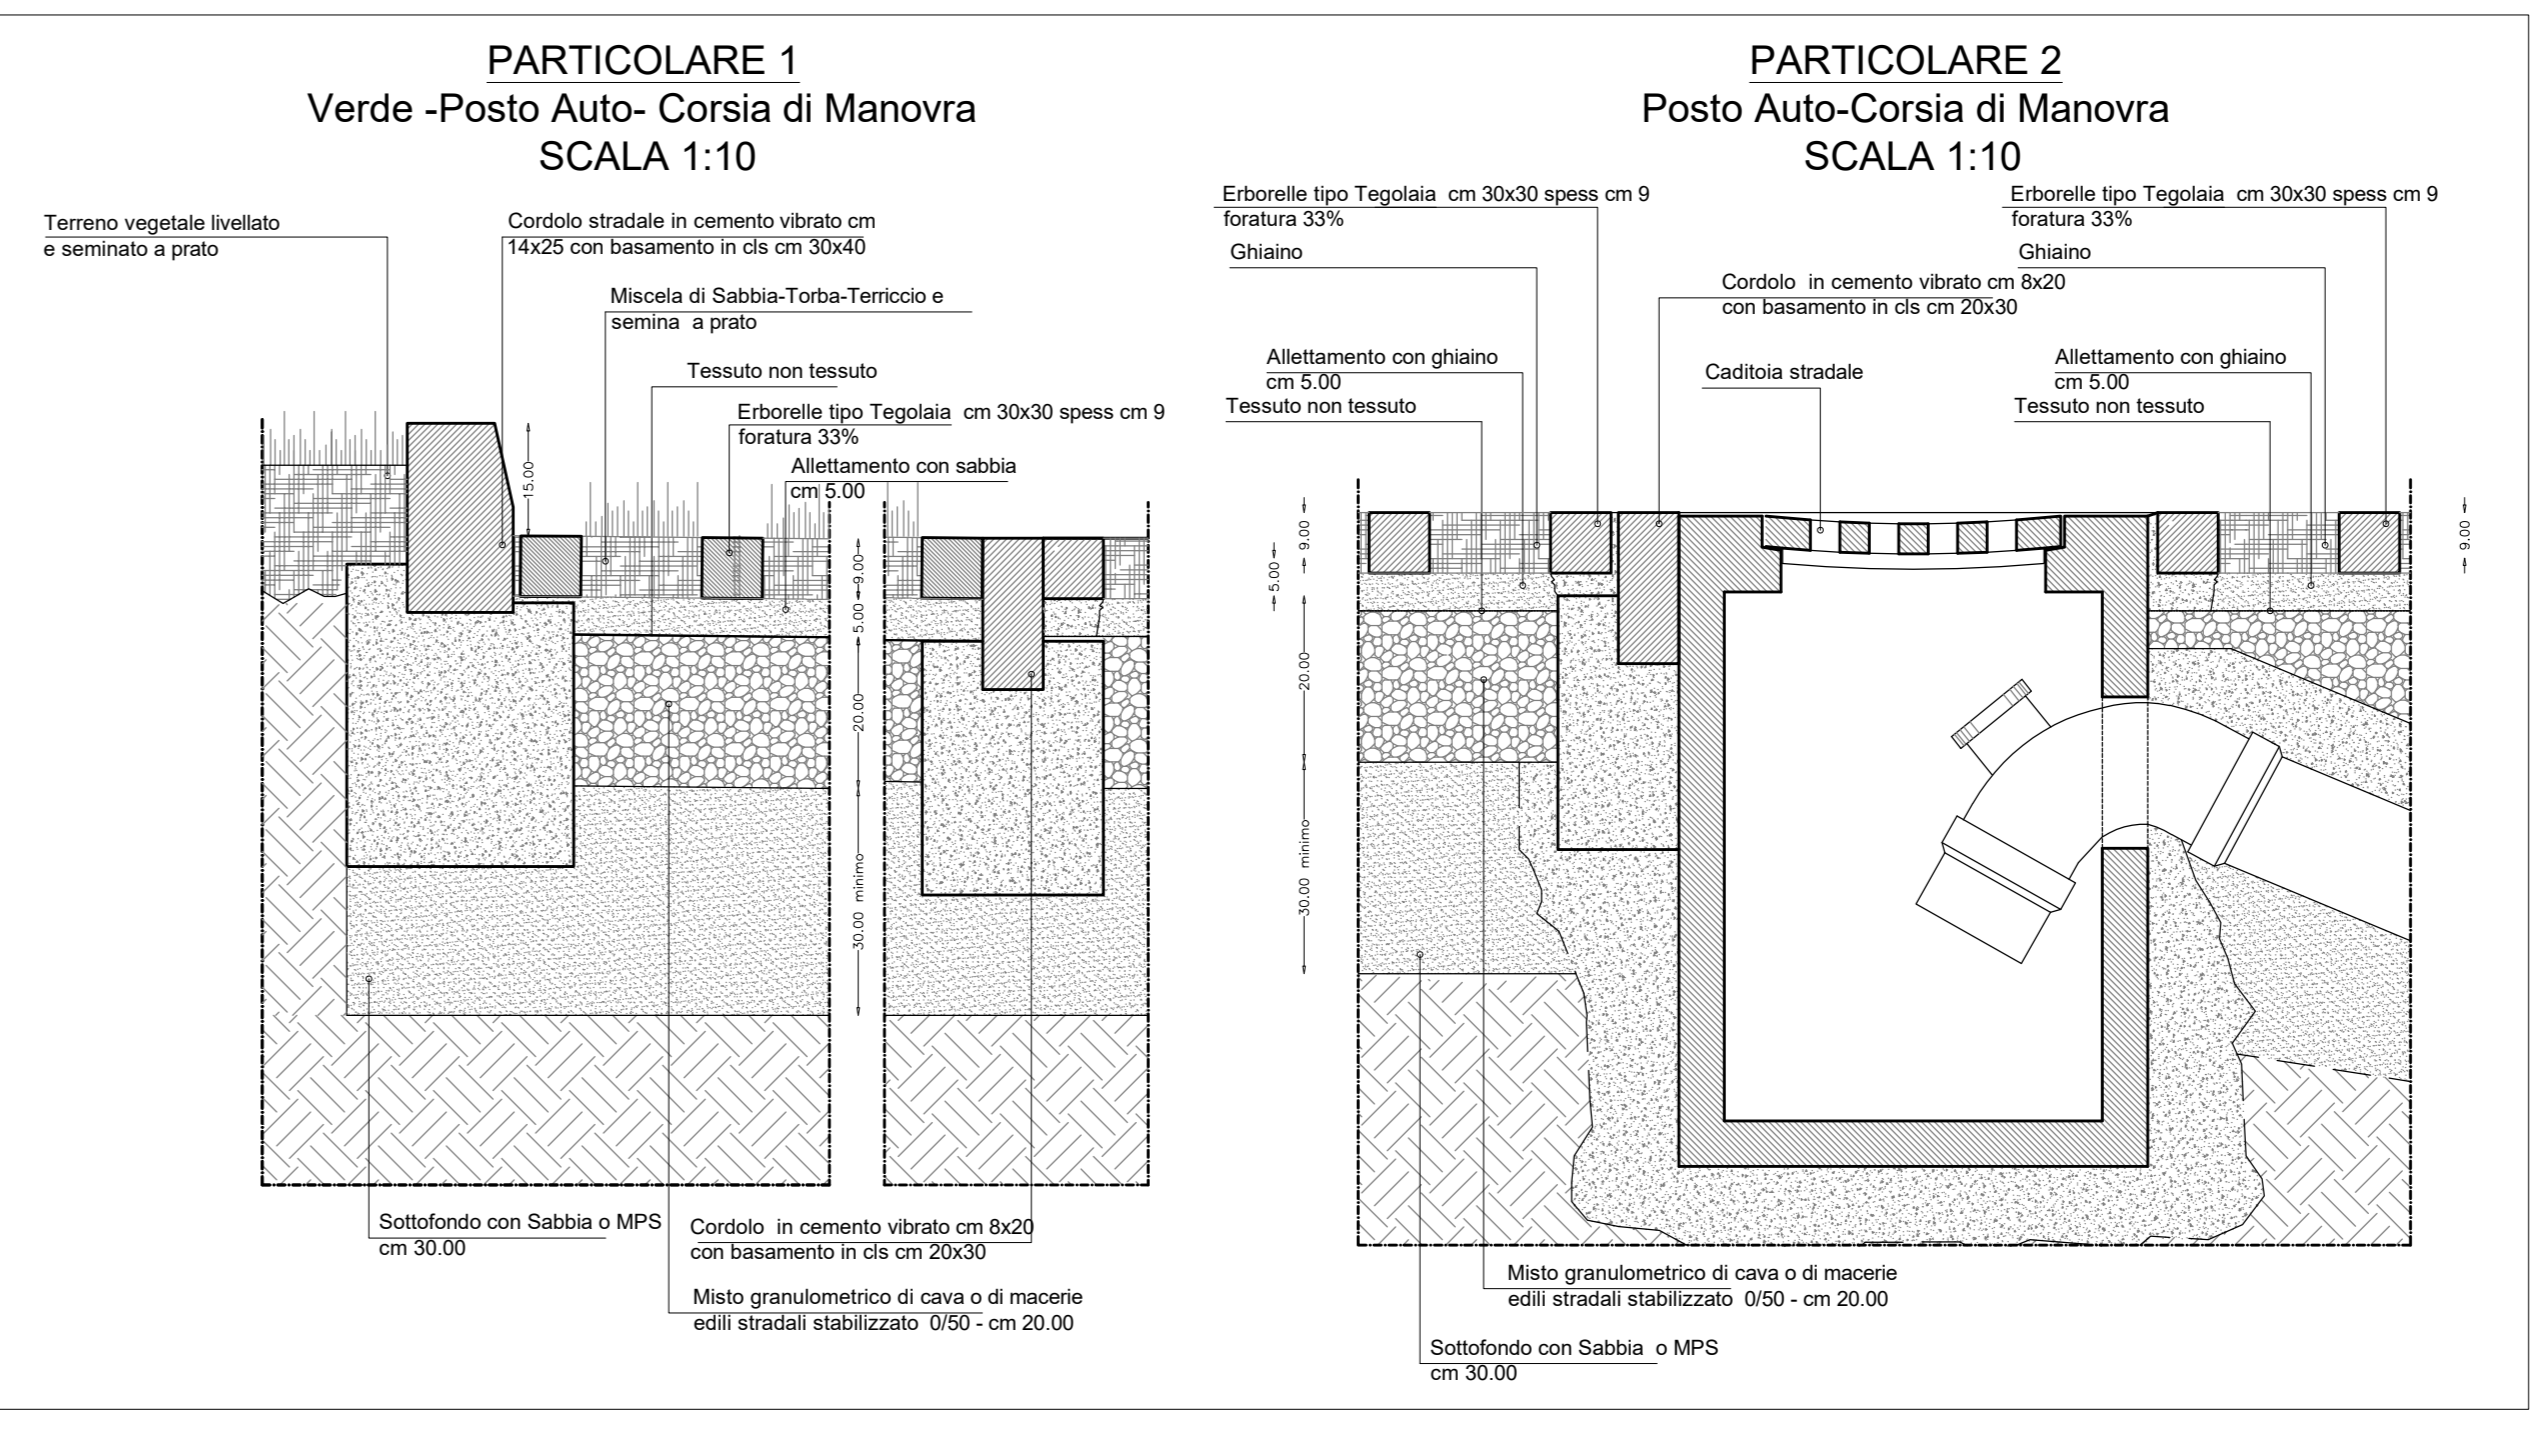 PARTICOLARE 1
Verde -Posto Auto- Corsia di Manovra
SCALA 1:10
Terreno vegetale livellato
e seminato a prato
Cordolo stradale in cemento vibrato cm
14x25 con basamento in cls cm 30x40
Miscela di Sabbia-Torba-Terriccio e
semina a prato
Tessuto non tessuto
Erborelle tipo Tegolaia cm 30x30 spess cm 9
foratura 33%
Allettamento con sabbia
cm 5.00
15.00
9.00
5.00
20.00
30.00 minimo
Sottofondo con Sabbia o MPS
cm 30.00
Cordolo in cemento vibrato cm 8x20
con basamento in cls cm 20x30
Misto granulometrico di cava o di macerie
edili stradali stabilizzato 0/50 - cm 20.00
PARTICOLARE 2
Posto Auto-Corsia di Manovra
SCALA 1:10
Erborelle tipo Tegolaia cm 30x30 spess cm 9
foratura 33%
Ghiaino
Cordolo in cemento vibrato cm 8x20
con basamento in cls cm 20x30
Allettamento con ghiaino
cm 5.00
Tessuto non tessuto
Caditoia stradale
Erborelle tipo Tegolaia cm 30x30 spess cm 9
foratura 33%
Ghiaino
Allettamento con ghiaino
cm 5.00
Tessuto non tessuto
9.00
5.00
20.00
30.00 minimo
9.00
Misto granulometrico di cava o di macerie
edili stradali stabilizzato 0/50 - cm 20.00
Sottofondo con Sabbia o MPS
cm 30.00